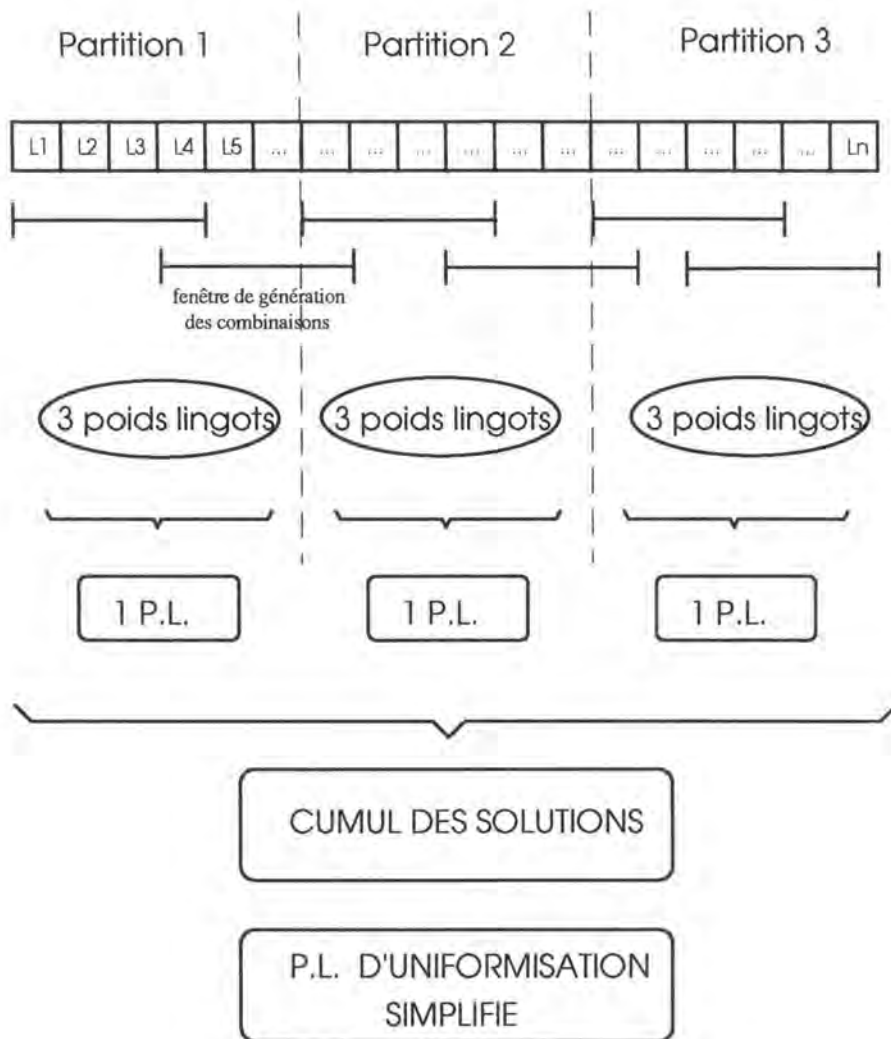 Partition 1 Partition 2 Partition 3
L1 L2 L3 L4 L5 ... ... ... ... ... ... ... ... ... ... ... ... Ln
fenêtre de génération
des combinaisons
3 poids lingots 3 poids lingots 3 poids lingots
1 P.L. 1 P.L. 1 P.L.
CUMUL DES SOLUTIONS
P.L. D'UNIFORMISATION
SIMPLIFIE